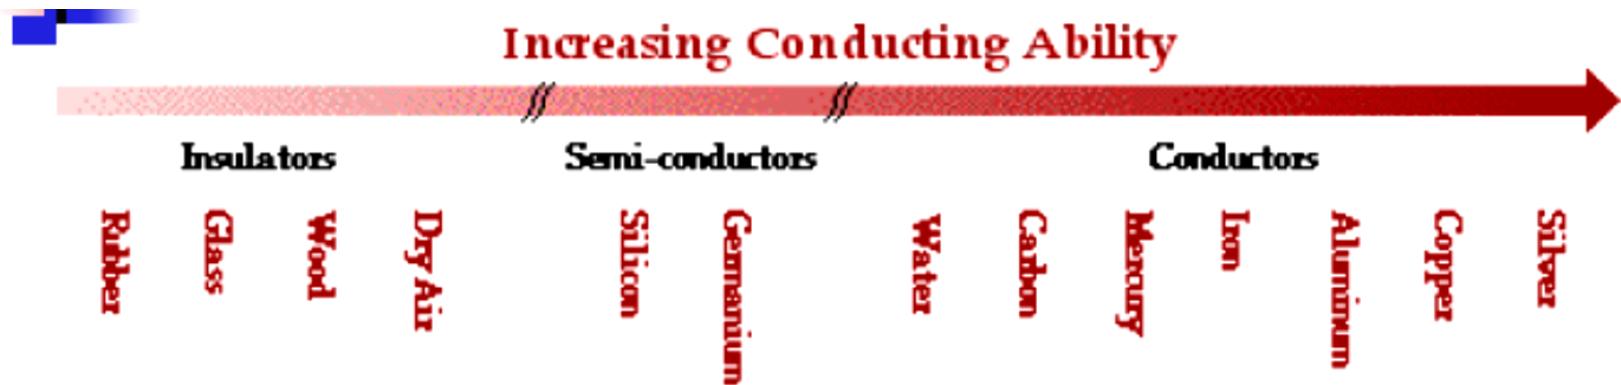 Increasing Conducting Ability
Insulators
Semi-conductors
Conductors
Rubber
Glass
Wood
Dry Air
Silicon
Germanium
Water
Carbon
Mercury
Iron
Aluminum
Copper
Silver